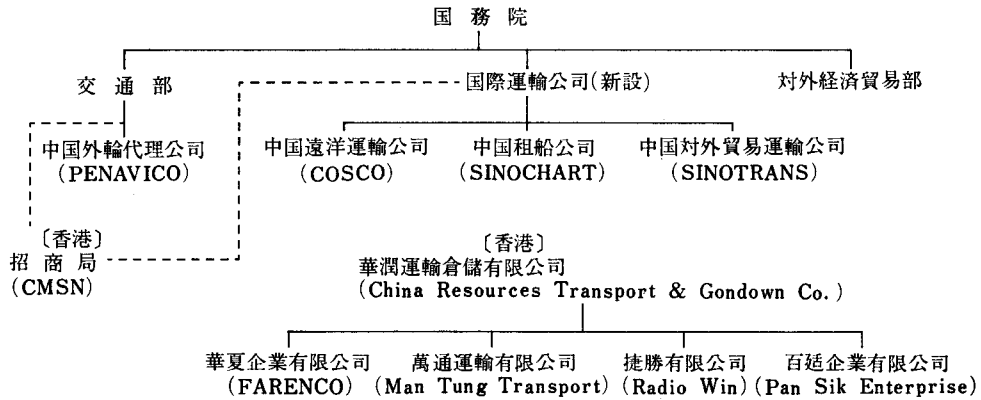 国務院
交通部
国際運輸公司(新設)
対外経済貿易部
中国外輪代理公司
(PENAVICO)
中国遠洋運輸公司
(COSCO)
中国租船公司
(SINOCHART)
中国対外貿易運輸公司
(SINOTRANS)
〔香港〕
招商局
(CMSN)
〔香港〕
華潤運輸倉儲有限公司
(China Resources Transport & Gondown Co.)
華夏企業有限公司
(FARENCO)
萬通運輸有限公司
(Man Tung Transport)
捷勝有限公司
(Radio Win)
百廷企業有限公司
(Pan Sik Enterprise)